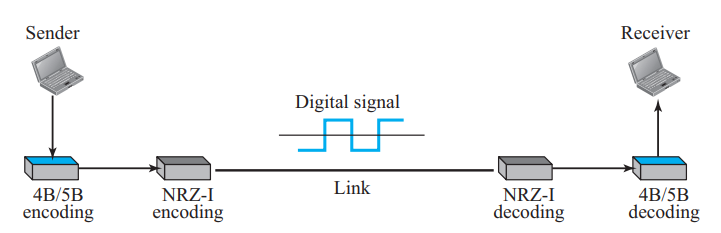 Sender
Receiver
Digital signal
Link
4B/5B
encoding
NRZ-I
encoding
NRZ-I
decoding
4B/5B
decoding